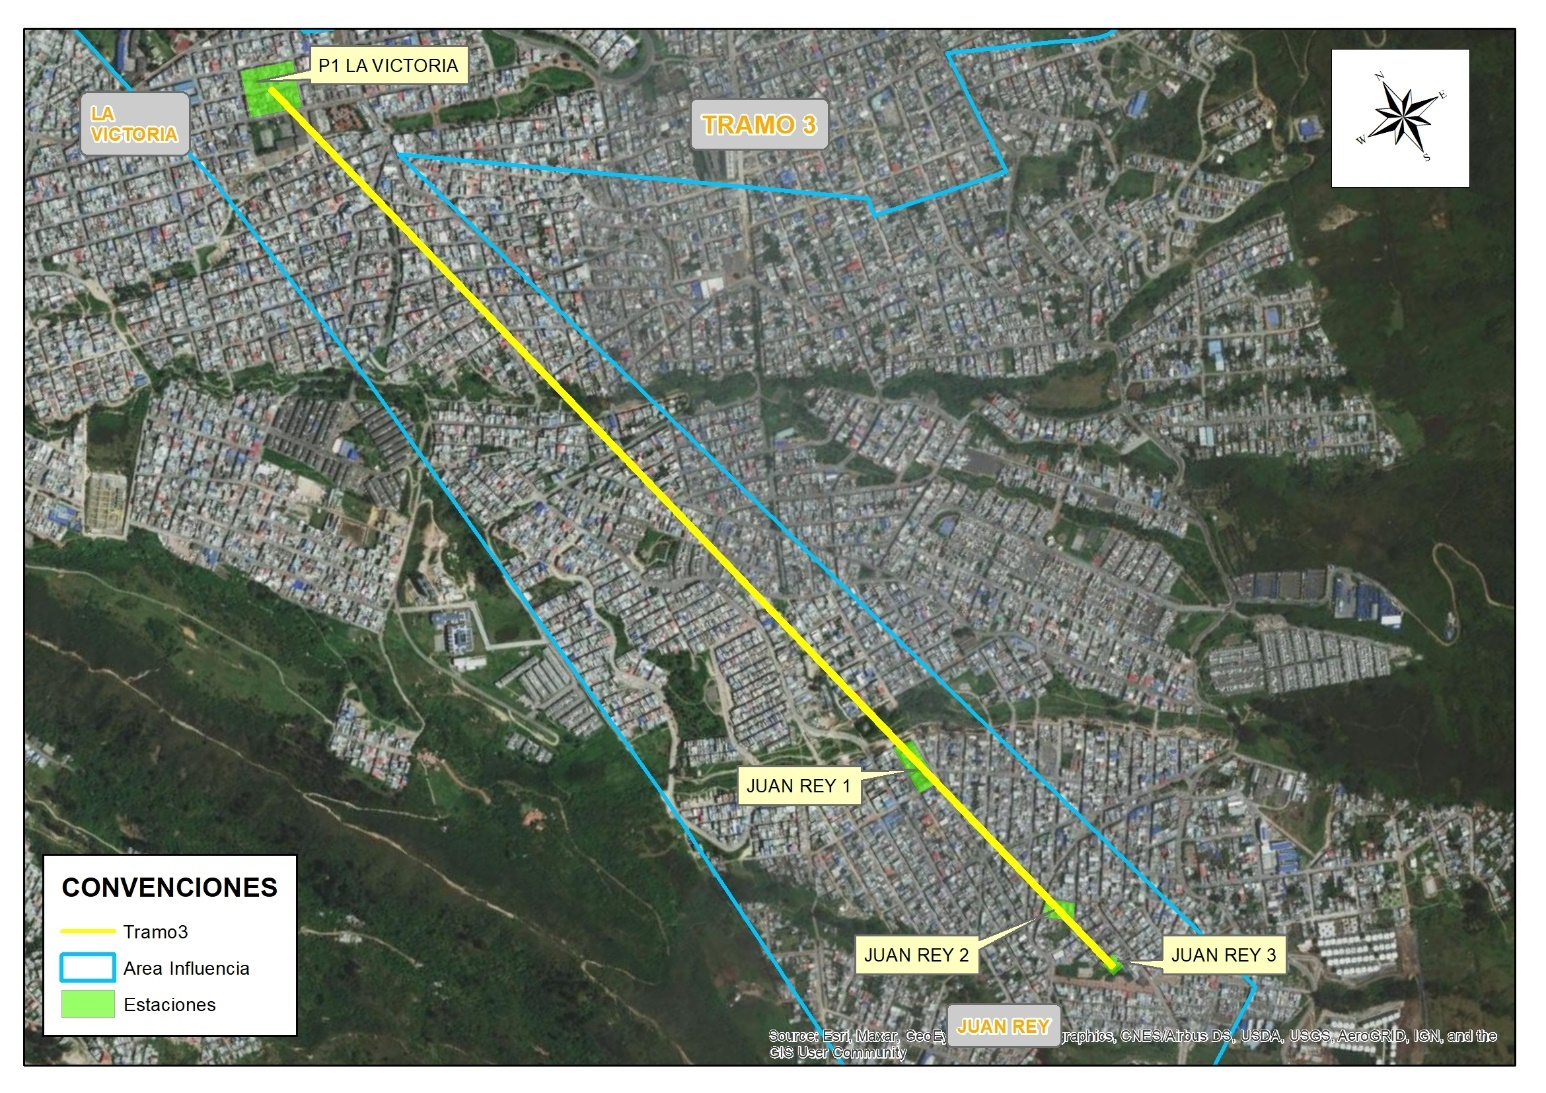 P1 LA VICTORIA
LA
VICTORIA
TRAMO 3
N
E
W
S
JUAN REY 1
JUAN REY 2
JUAN REY 3
JUAN REY
CONVENCIONES
Tramo3
Area Influencia
Estaciones
Source: Esri, Maxar, CNES/Airbus DS, USDA, USGS, AeroGRID, IGN, and the
GIS User Community